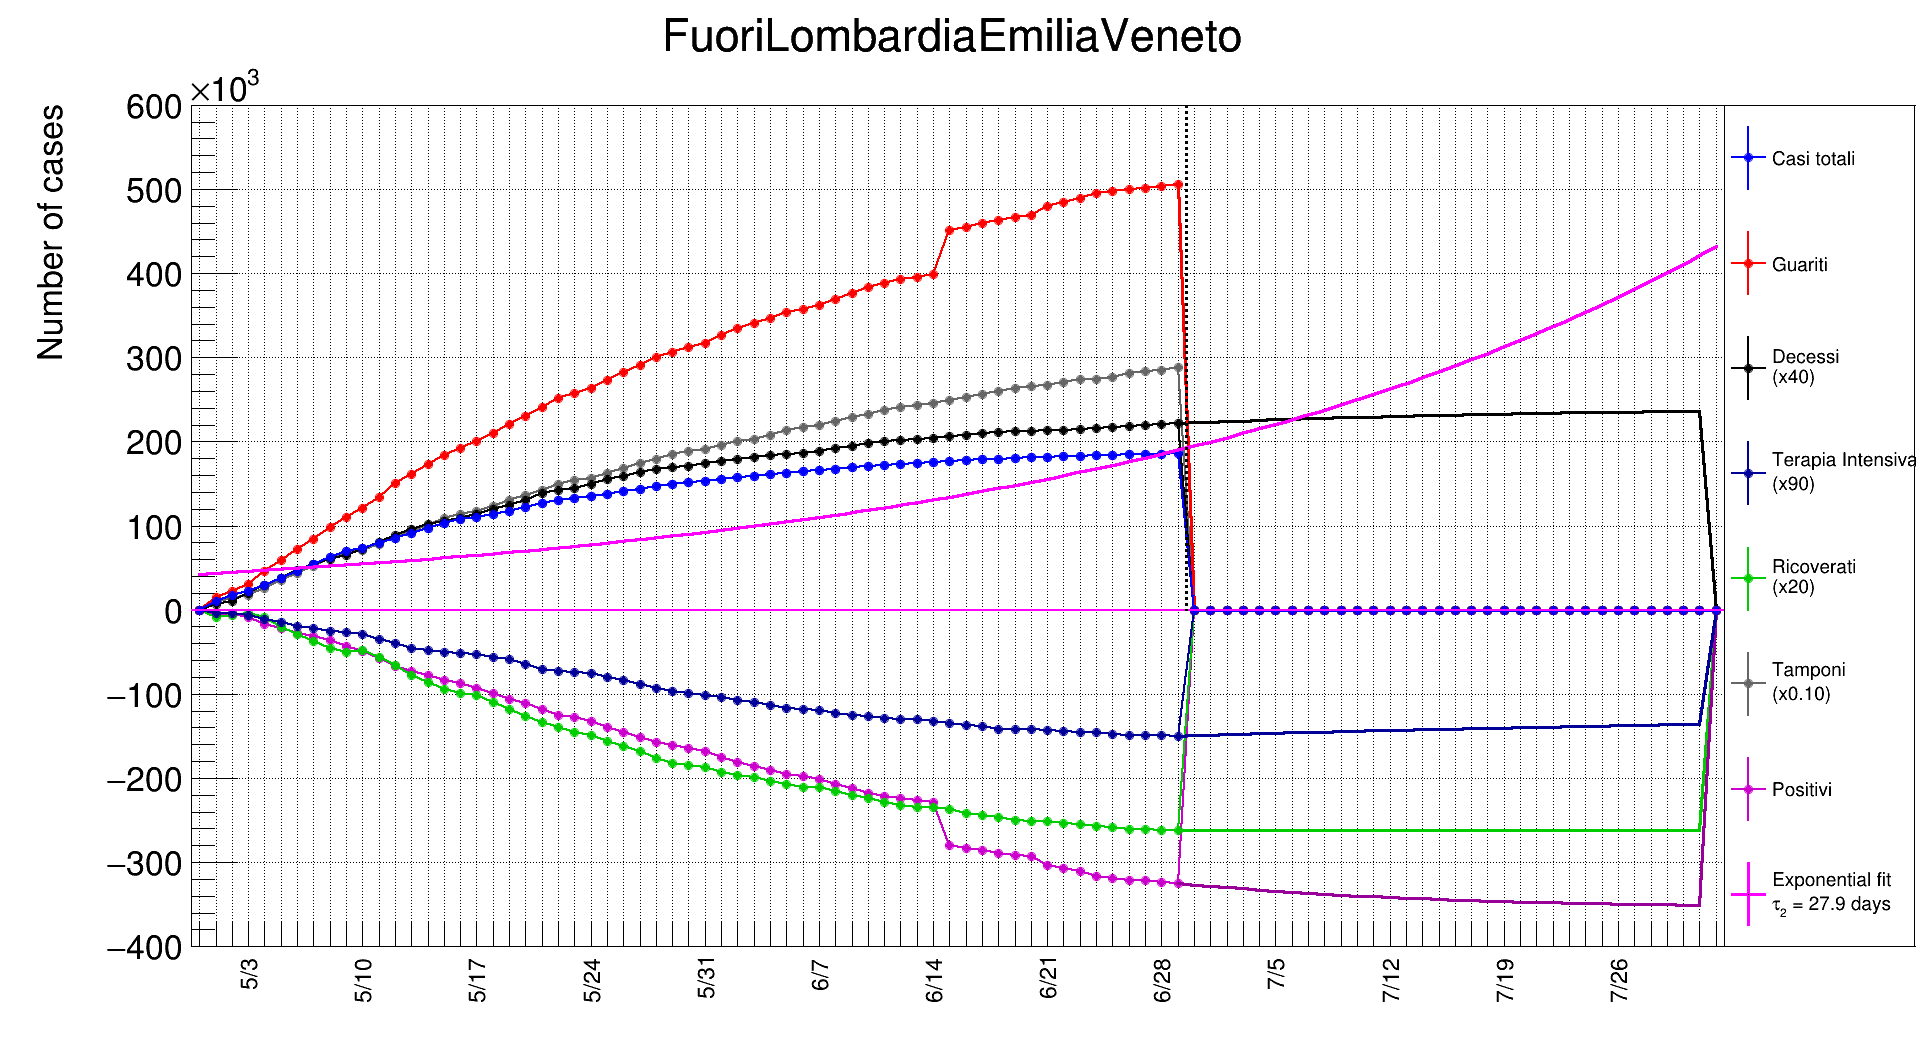 FuoriLombardiaEmiliaVeneto
×10³
Number of cases
600
500
400
300
200
100
0
−100
−200
−300
−400
5/3
5/10
5/17
5/24
5/31
6/7
6/14
6/21
6/28
7/5
7/12
7/19
7/26
Casi totali
Guariti
Decessi
(x40)
Terapia Intensiva
(x90)
Ricoverati
(x20)
Tamponi
(x0.10)
Positivi
Exponential fit
τ₂ = 27.9 days